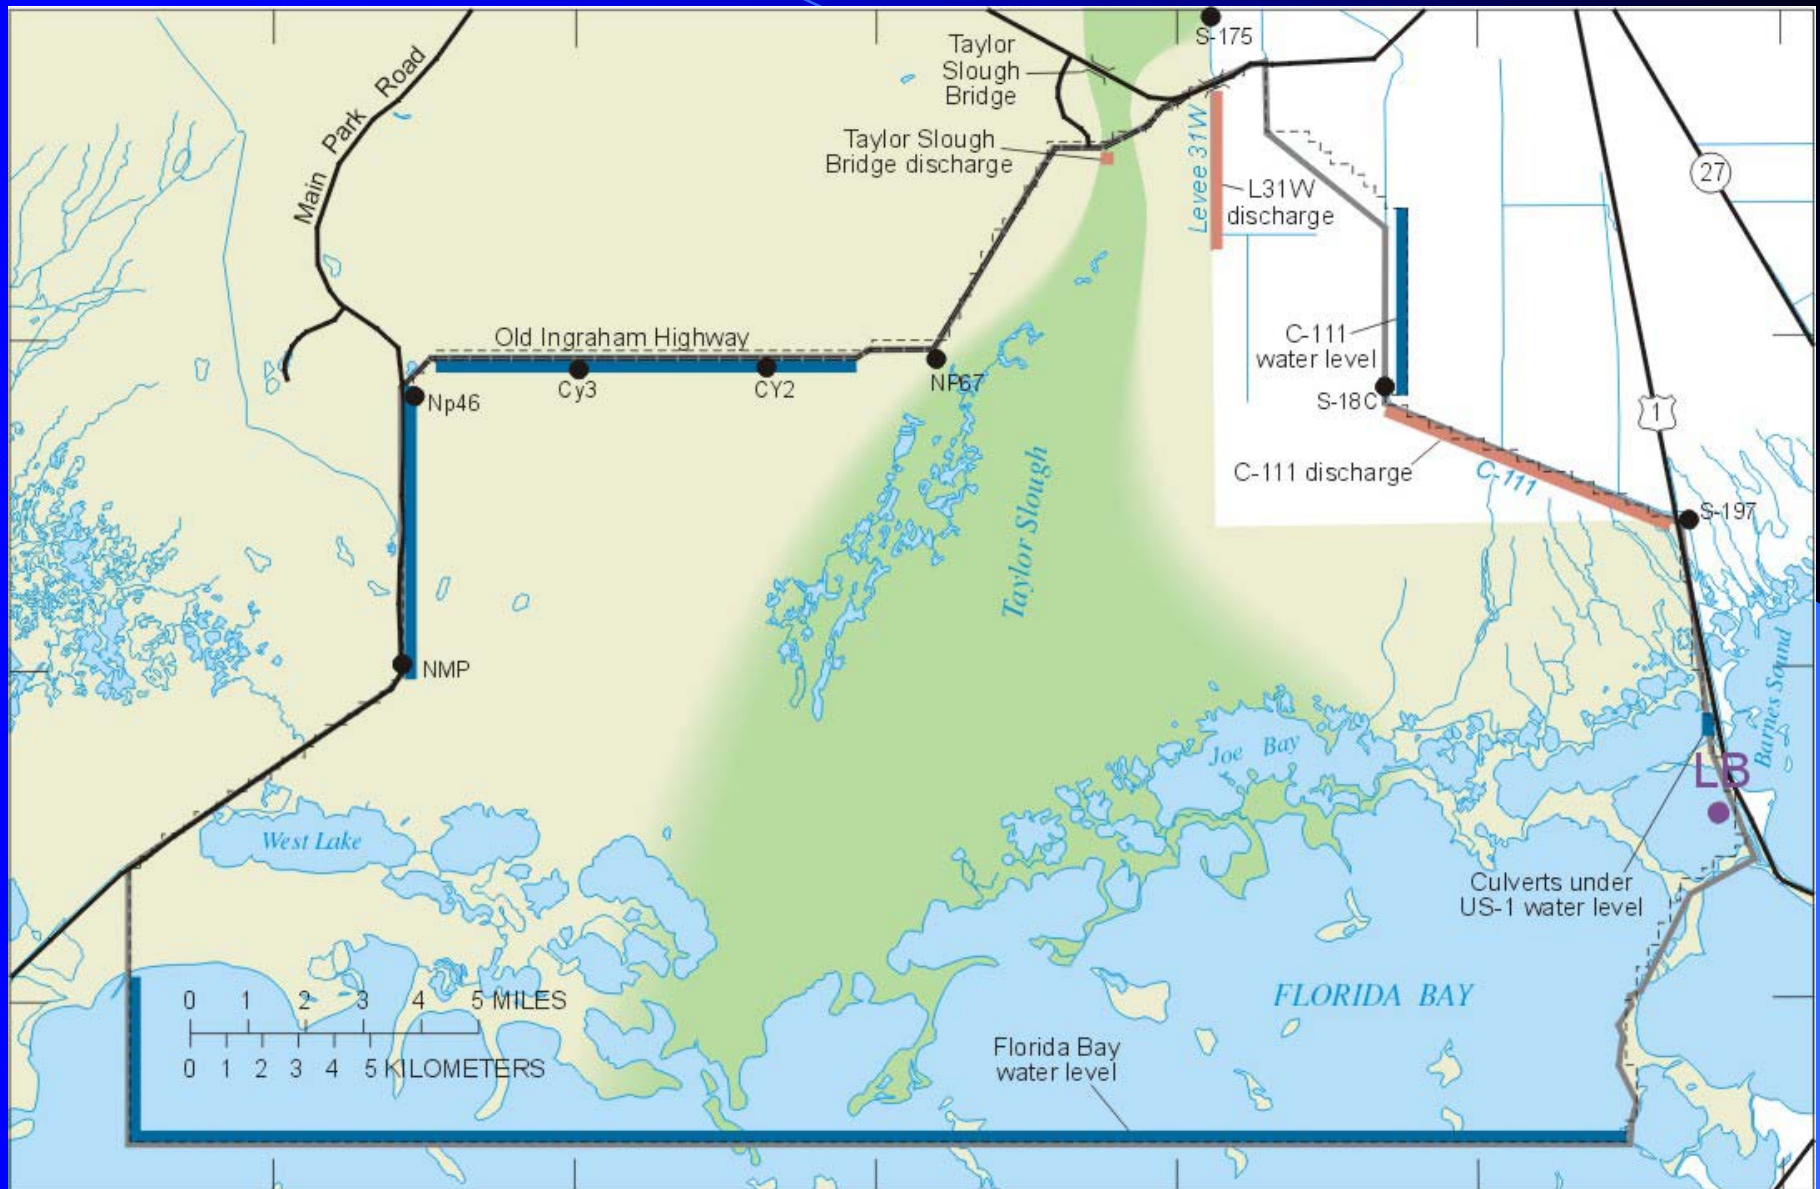 S-175
Taylor
Slough
Bridge
Main Park Road
Taylor Slough
Bridge discharge
Levee 31W
L31W
discharge
27
Old Ingraham Highway
C-111
water level
Np46
Cy3
CY2
NP67
S-18C
1
C-111 discharge
C-111
S-197
Taylor Slough
NMP
Barnes Sound
Joe Bay
LB
West Lake
Culverts under
US-1 water level
FLORIDA BAY
0 1 2 3 4 5 MILES
0 1 2 3 4 5 KILOMETERS
Florida Bay
water level